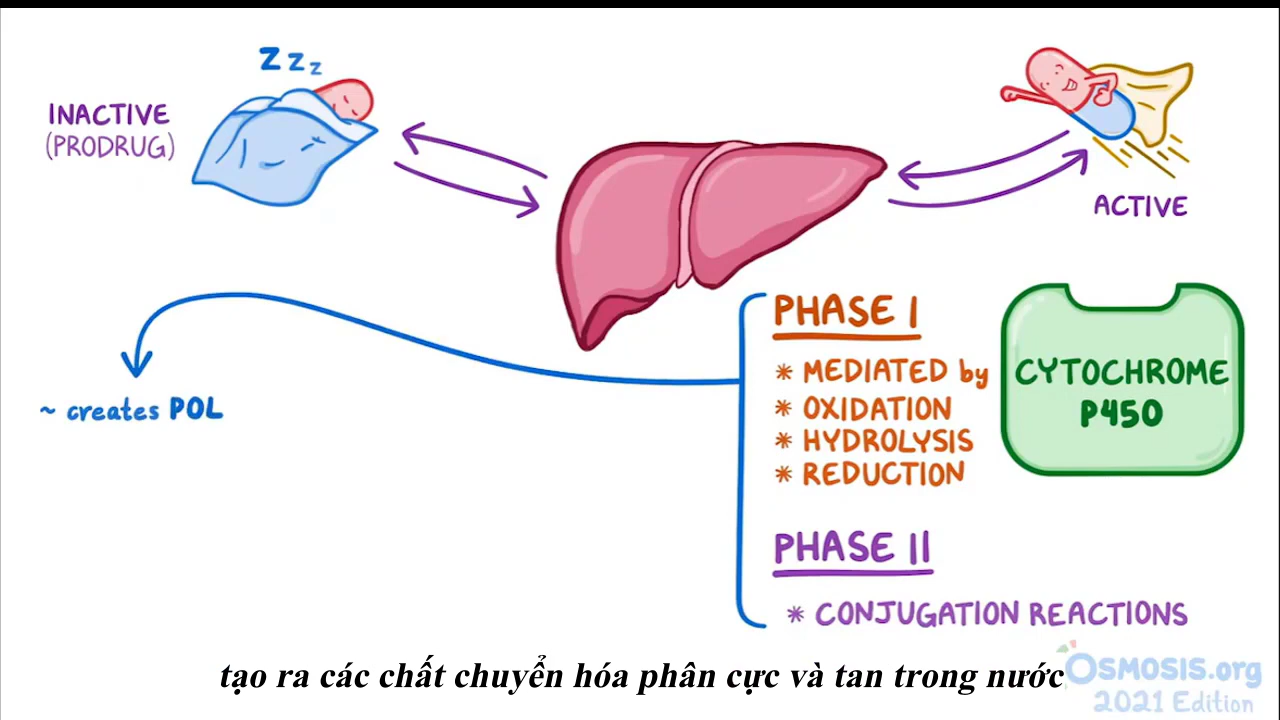 Z Z Z
INACTIVE
(PRODRUG)
ACTIVE
PHASE I
* MEDIATED by
* OXIDATION
* HYDROLYSIS
* REDUCTION
CYTOCHROME
P450
~ creates POL
PHASE II
* CONJUGATION REACTIONS
tạo ra các chất chuyển hóa phân cực và tan trong nước
OSMOSIS.org
2021 Edition